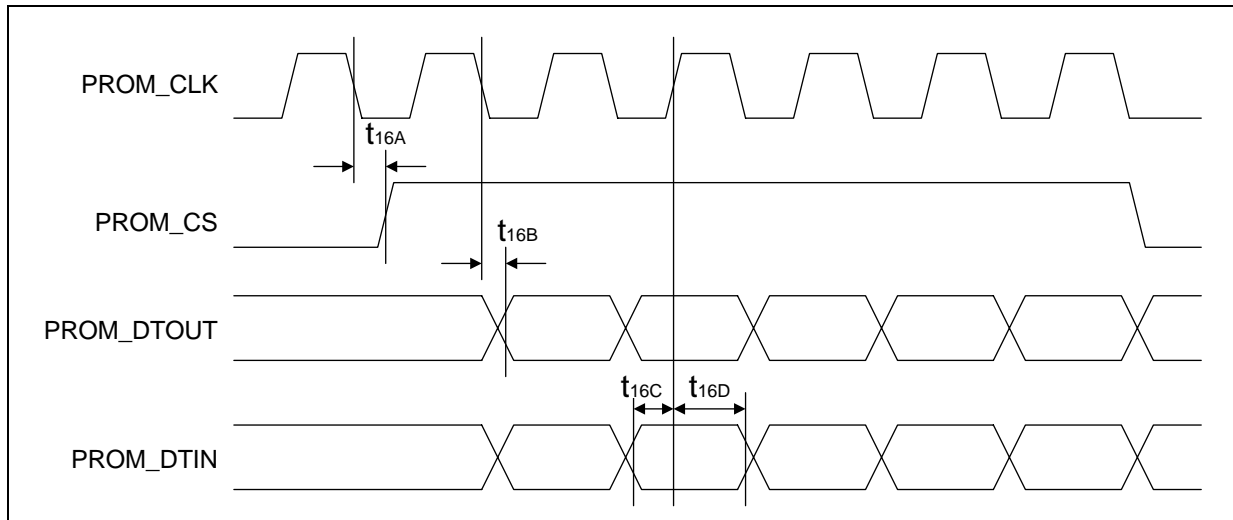 PROM_CLK
t16A
PROM_CS
t16B
PROM_DTOUT
t16C t16D
PROM_DTIN